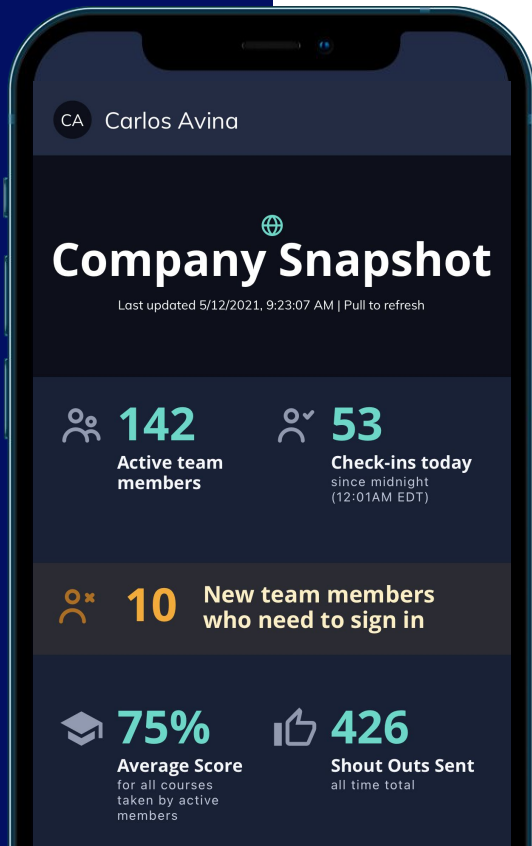 CA Carlos Avina
Company Snapshot
Last updated 5/12/2021, 9:23:07 AM | Pull to refresh
142
Active team
members
53
Check-ins today
since midnight
(12:01AM EDT)
10
New team members
who need to sign in
75%
Average Score
for all courses
taken by active
members
426
Shout Outs Sent
all time total